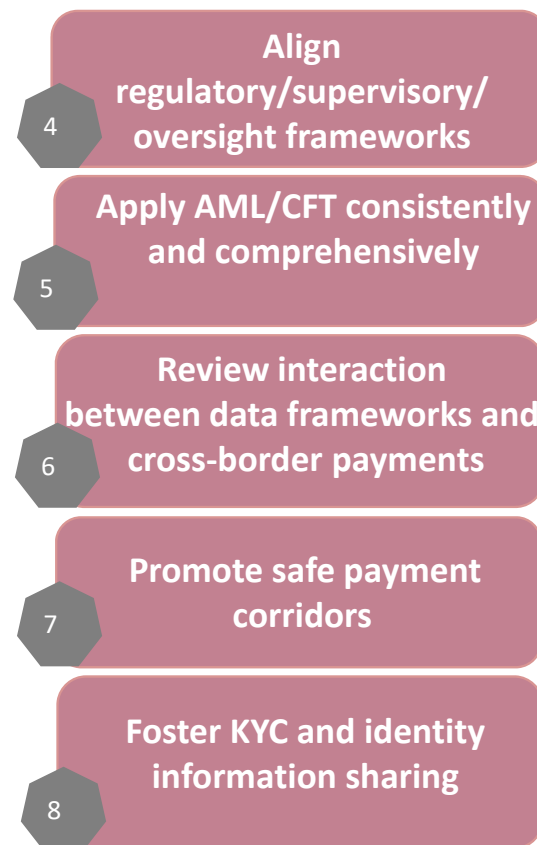 Align
regulatory/supervisory/
oversight frameworks
4
Apply AML/CFT consistently
and comprehensively
5
Review interaction
between data frameworks and
cross-border payments
6
Promote safe payment
corridors
7
Foster KYC and identity
information sharing
8